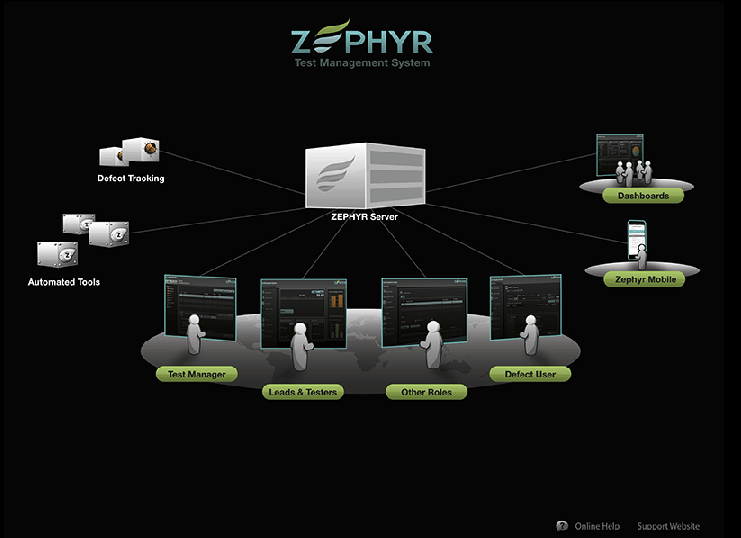 ZEPHYR
Test Management System
Defect Tracking
ZEPHYR Server
Dashboards
Automated Tools
Zephyr Mobile
Test Manager
Leads & Testers
Other Roles
Defect User
? Online Help Support Website